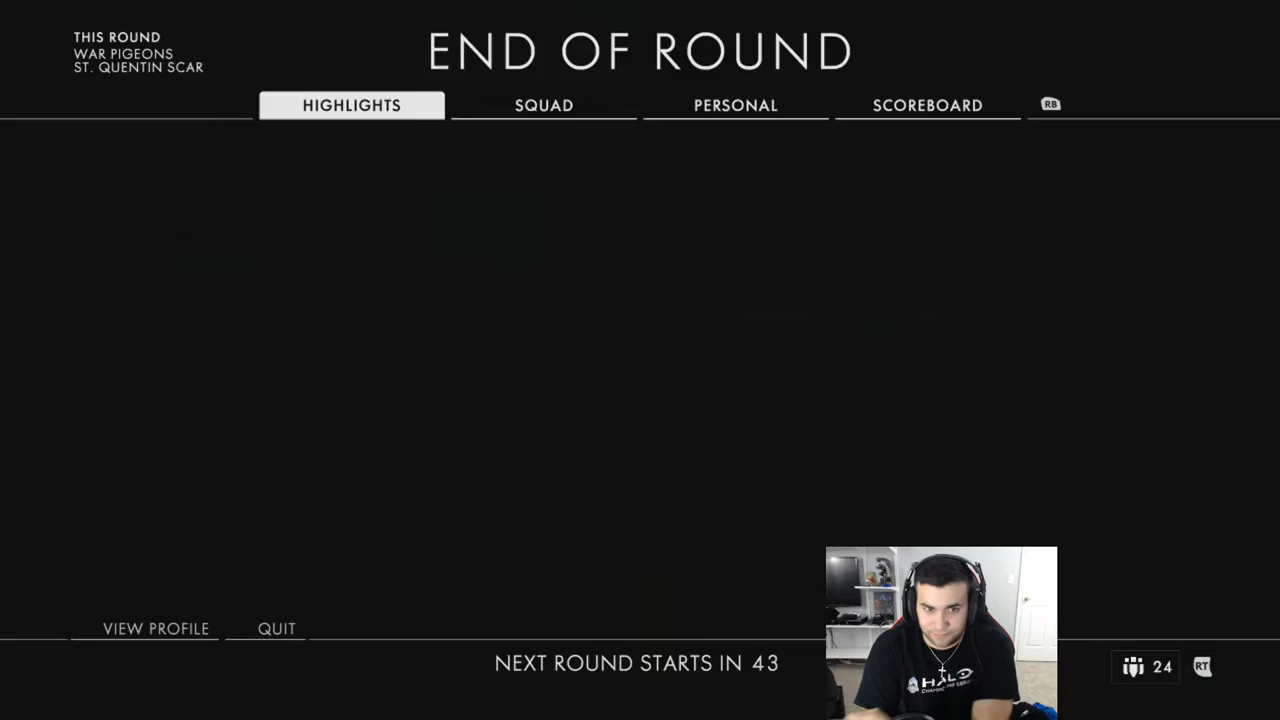 THIS ROUND
WAR PIGEONS
ST. QUENTIN SCAR
END OF ROUND
HIGHLIGHTS
SQUAD
PERSONAL
SCOREBOARD
RB
VIEW PROFILE
QUIT
NEXT ROUND STARTS IN 43
HALO
24
RT